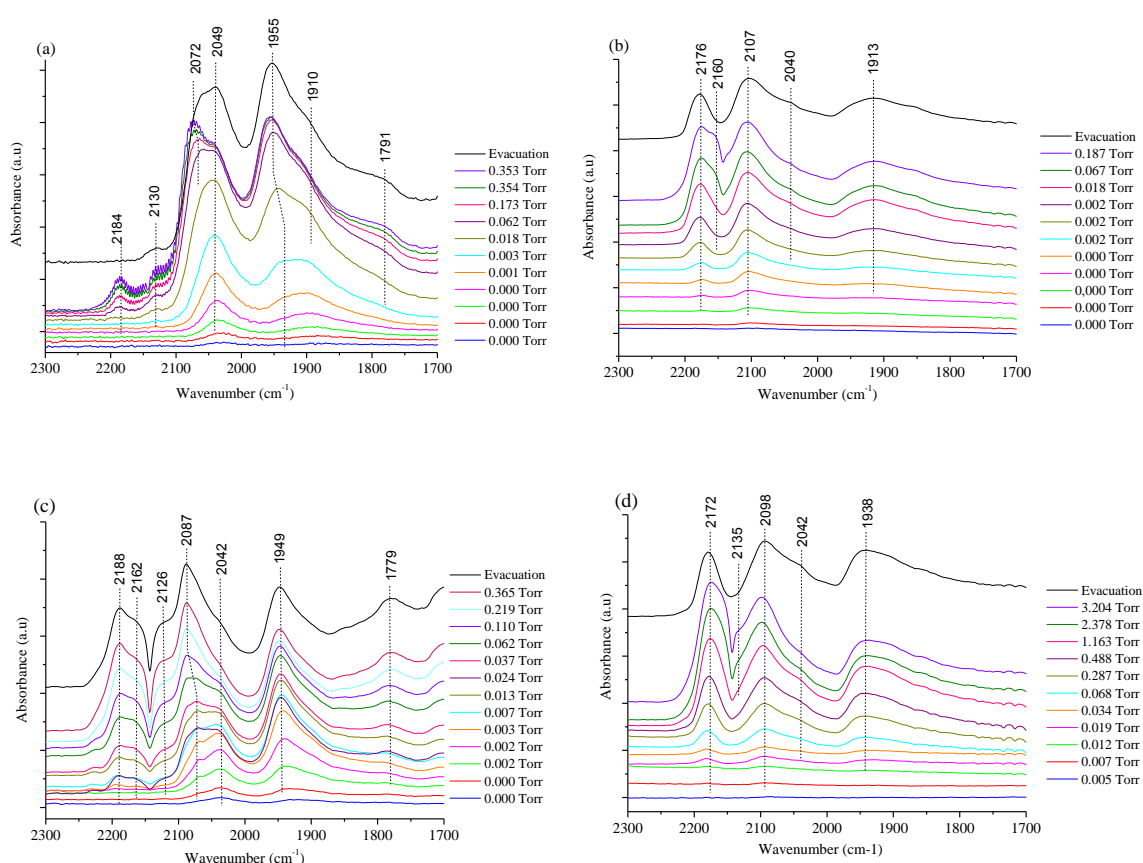 (a)
2184
2130
2072
2049
1955
1910
1791
Absorbance (a.u)
Evacuation
0.353 Torr
0.354 Torr
0.173 Torr
0.062 Torr
0.018 Torr
0.003 Torr
0.001 Torr
0.000 Torr
0.000 Torr
0.000 Torr
0.000 Torr
2300 2200 2100 2000 1900 1800 1700
Wavenumber (cm-1)
(b)
2176
2160
2107
2040
1913
Absorbance (a.u)
Evacuation
0.187 Torr
0.067 Torr
0.018 Torr
0.002 Torr
0.002 Torr
0.002 Torr
0.000 Torr
0.000 Torr
0.000 Torr
0.000 Torr
0.000 Torr
2300 2200 2100 2000 1900 1800 1700
Wavenumber (cm-1)
(c)
2188
2162
2126
2087
2042
1949
1779
Absorbance (a.u)
Evacuation
0.365 Torr
0.219 Torr
0.110 Torr
0.062 Torr
0.037 Torr
0.024 Torr
0.013 Torr
0.007 Torr
0.003 Torr
0.002 Torr
0.002 Torr
0.000 Torr
0.000 Torr
2300 2200 2100 2000 1900 1800 1700
Wavenumber (cm-1)
(d)
2172
2135
2098
2042
1938
Absorbance (a.u)
Evacuation
3.204 Torr
2.378 Torr
1.163 Torr
0.488 Torr
0.287 Torr
0.068 Torr
0.034 Torr
0.019 Torr
0.012 Torr
0.007 Torr
0.005 Torr
2300 2200 2100 2000 1900 1800 1700
Wavenumber (cm-1)